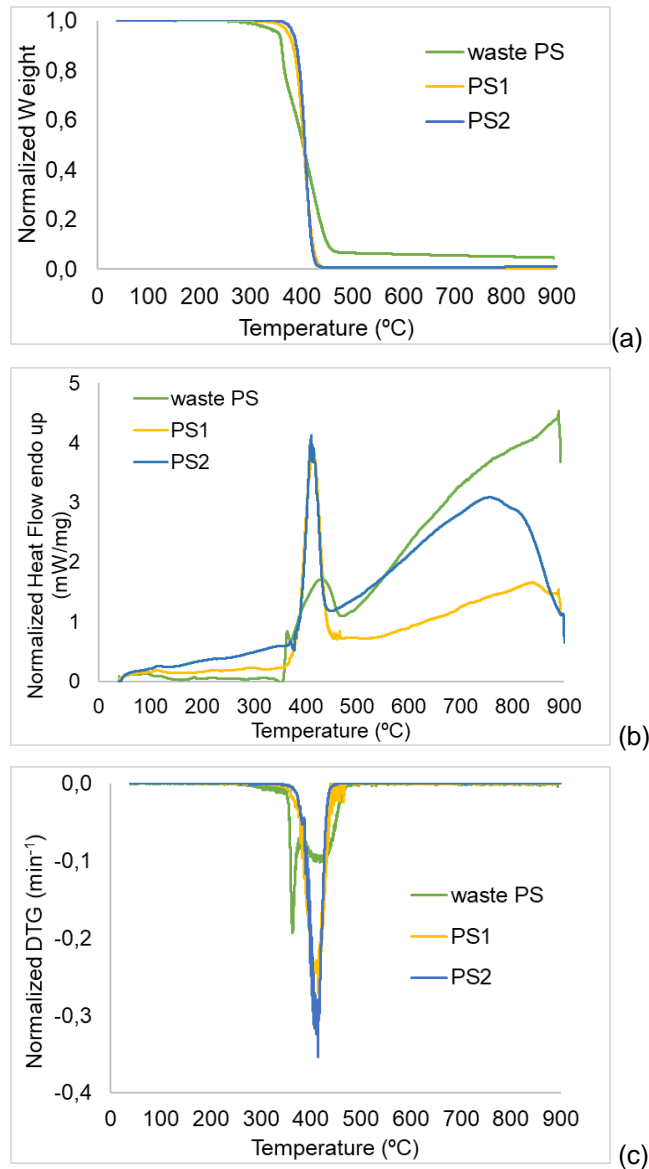 1,0
0,8
0,6
0,4
0,2
0,0
Normalized Weight
waste PS
PS1
PS2
0 100 200 300 400 500 600 700 800 900
Temperature (ºC)
(a)
5
4
3
2
1
0
Normalized Heat Flow endo up
(mW/mg)
waste PS
PS1
PS2
0 100 200 300 400 500 600 700 800 900
Temperature (ºC)
(b)
0,0
-0,1
-0,2
-0,3
-0,4
Normalized DTG (min⁻¹)
waste PS
PS1
PS2
0 100 200 300 400 500 600 700 800 900
Temperature (ºC)
(c)